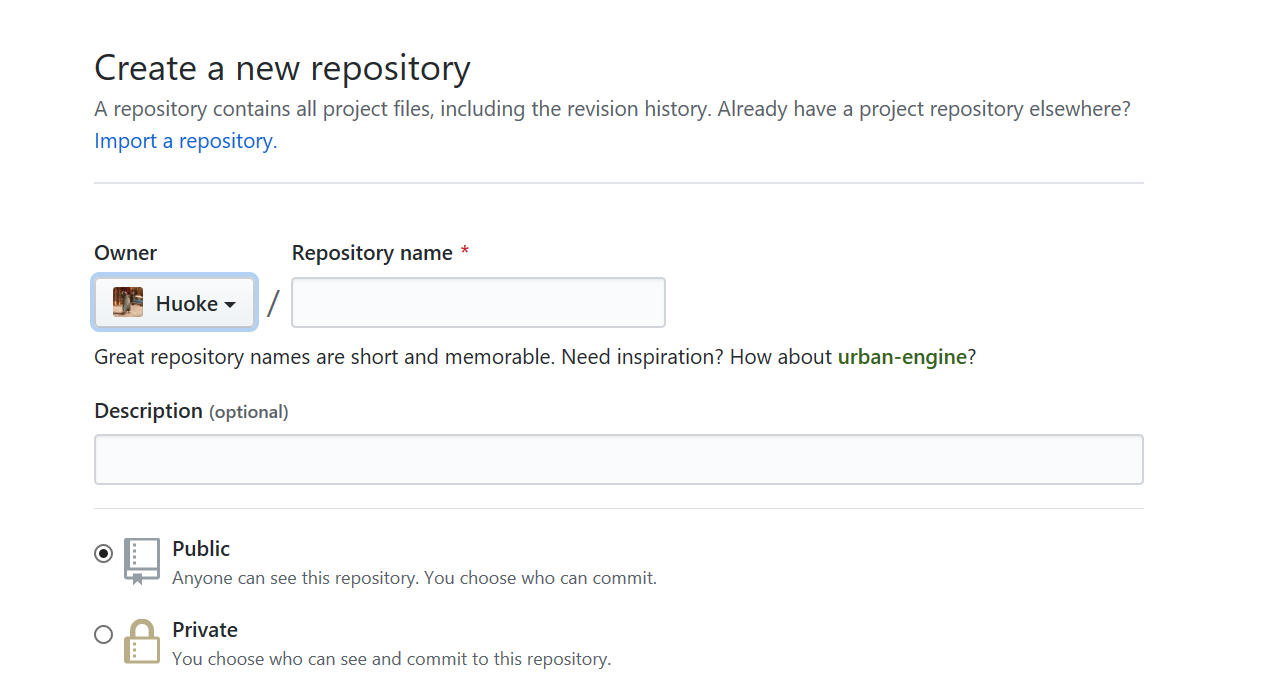 Create a new repository
A repository contains all project files, including the revision history. Already have a project repository elsewhere?
Import a repository.
Owner
Repository name *
Huoke /
Great repository names are short and memorable. Need inspiration? How about urban-engine?
Description (optional)
Public
Anyone can see this repository. You choose who can commit.
Private
You choose who can see and commit to this repository.